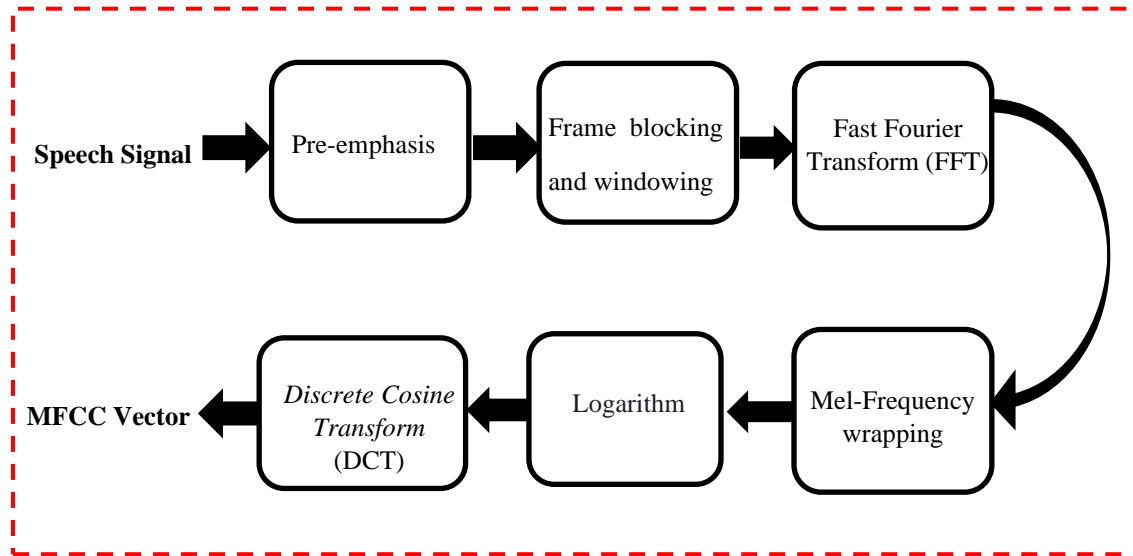 Speech Signal
Pre-emphasis
Frame blocking
and windowing
Fast Fourier
Transform (FFT)
Mel-Frequency
wrapping
Logarithm
Discrete Cosine
Transform
(DCT)
MFCC Vector